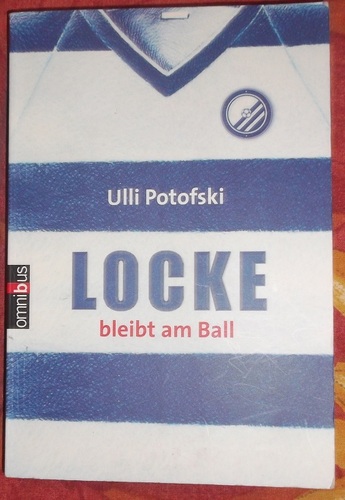 Ulli Potofski
LOCKE
bleibt am Ball
omnibus